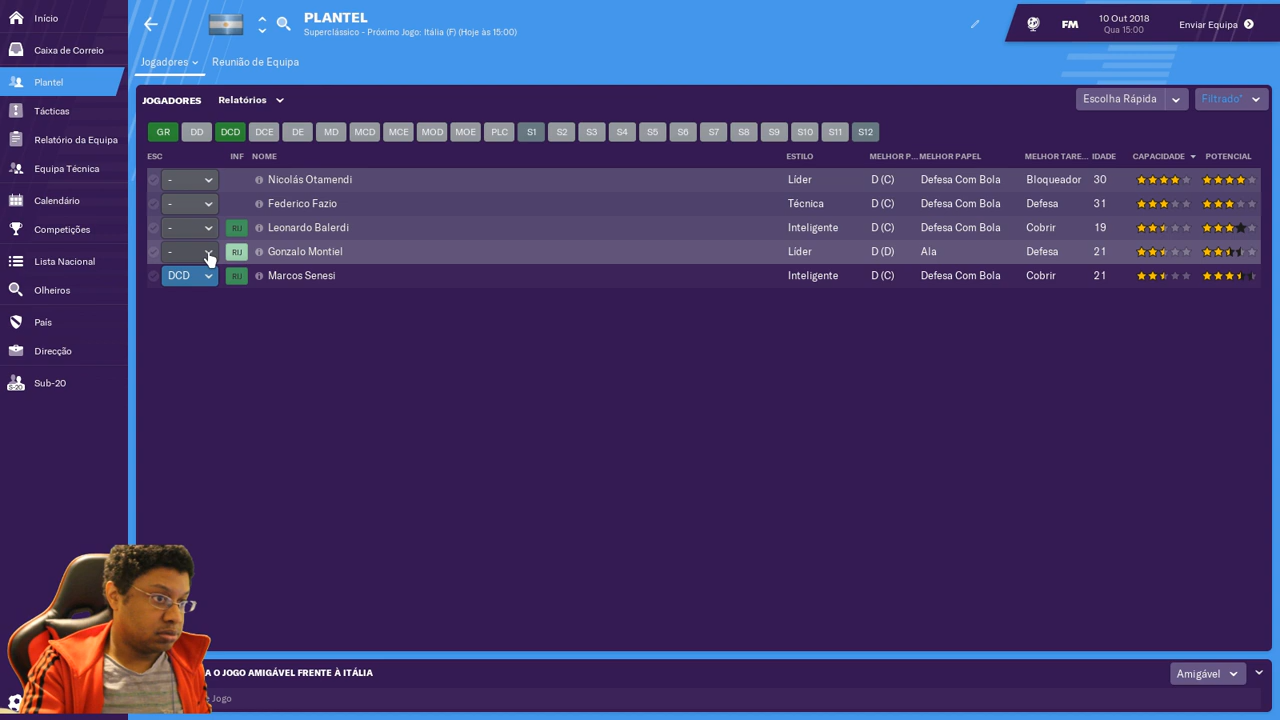 Início
Caixa de Correio
Plantel
Tácticas
Relatório da Equipa
Equipa Técnica
Calendário
Competições
Lista Nacional
Olheiros
País
Direcção
S-20 Sub-20
PLANTEL
Superclássico - Próximo Jogo: Itália (F) (Hoje às 15:00)
FM
10 Out 2018
Qua 15:00
Enviar Equipa
Jogadores
Reunião de Equipa
JOGADORES Relatórios
Escolha Rápida
Filtrado*
GR DD DCD DCE DE MD MCD MCE MOD MOE PLC S1 S2 S3 S4 S5 S6 S7 S8 S9 S10 S11 S12
ESC INF NOME ESTILO MELHOR P... MELHOR PAPEL MELHOR TARE... IDADE CAPACIDADE POTENCIAL
- Nicolás Otamendi Líder D (C) Defesa Com Bola Bloqueador 30
- Federico Fazio Técnica D (C) Defesa Com Bola Defesa 31
- RIJ Leonardo Balerdi Inteligente D (C) Defesa Com Bola Cobrir 19
- RIJ Gonzalo Montiel Líder D (D) Ala Defesa 21
DCD RIJ Marcos Senesi Inteligente D (C) Defesa Com Bola Cobrir 21
A O JOGO AMIGÁVEL FRENTE À ITÁLIA
Amigável
Jogo